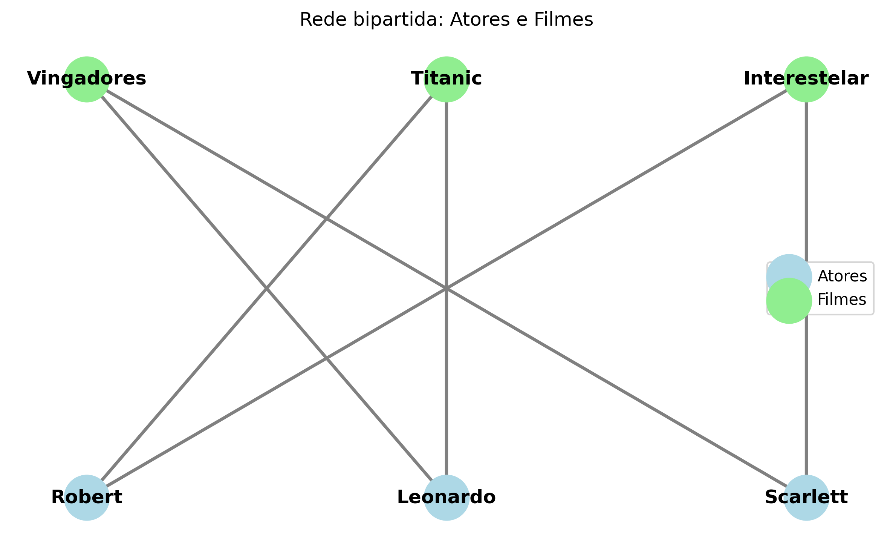 Rede bipartida: Atores e Filmes
Vingadores Titanic Interestelar
Atores
Filmes
Robert Leonardo Scarlett